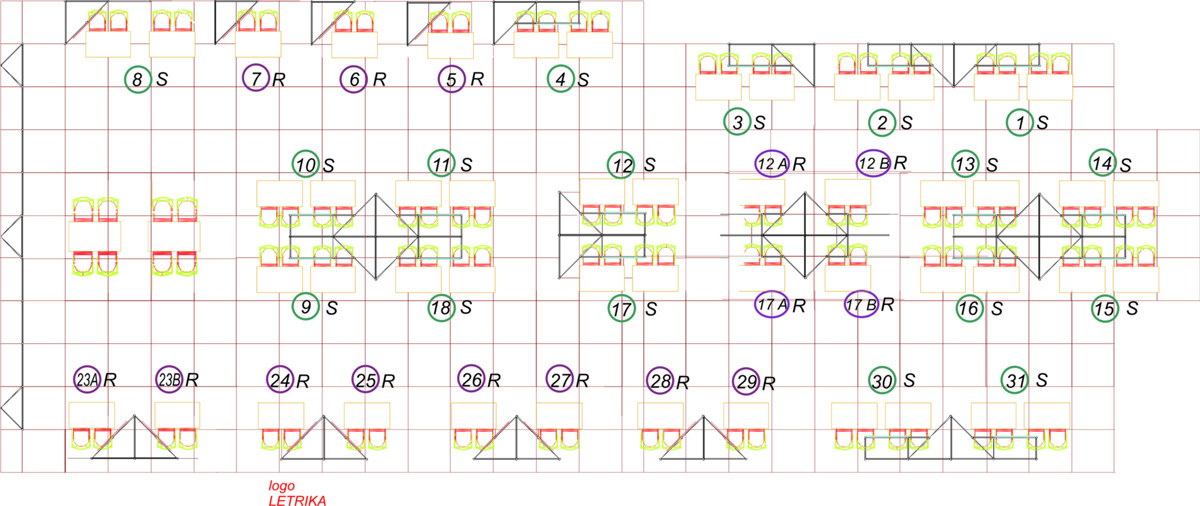 8 S
7 R
6 R
5 R
4 S
3 S
2 S
1 S
10 S
11 S
12 S
12 A R
12 B R
13 S
14 S
9 S
18 S
17 S
17 A R
17 B R
16 S
15 S
23A R
23B R
24 R
25 R
26 R
27 R
28 R
29 R
30 S
31 S
logo
LETRIKA